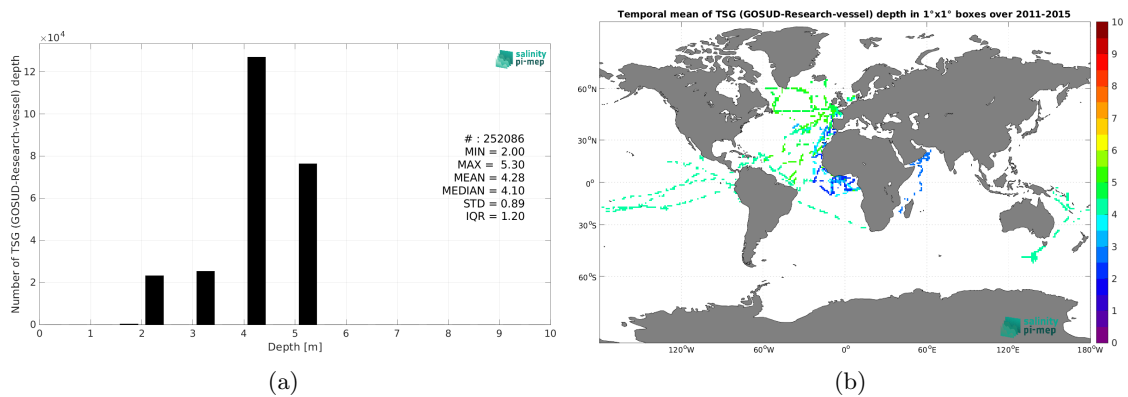 ×10⁴
12
10
8
6
4
2
0
Number of TSG (GOSUD-Research-vessel) depth
salinity
pi-mep
# : 252086
MIN = 2.00
MAX = 5.30
MEAN = 4.28
MEDIAN = 4.10
STD = 0.89
IQR = 1.20
0 1 2 3 4 5 6 7 8 9 10
Depth [m]
(a)
Temporal mean of TSG (GOSUD-Research-vessel) depth in 1°x1° boxes over 2011-2015
60°N
30°N
0°
30°S
60°S
120°W 60°W 0° 60°E 120°E 180°W
salinity
pi-mep
10
9
8
7
6
5
4
3
2
1
0
(b)